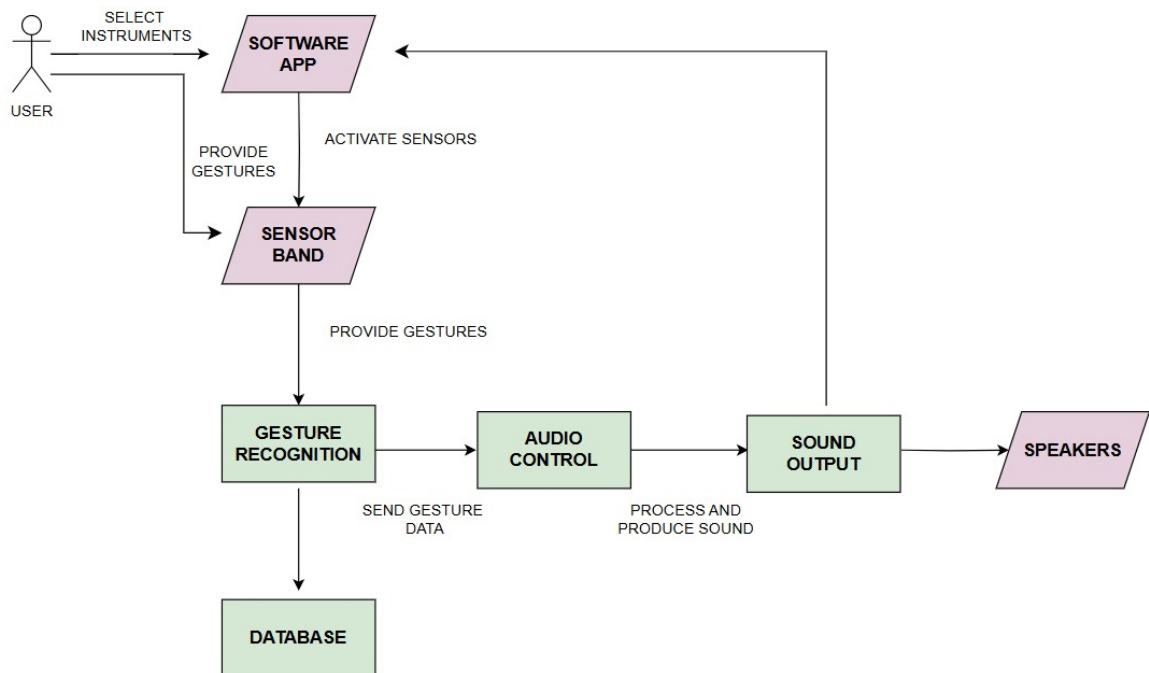 SELECT
INSTRUMENTS
SOFTWARE
APP
USER
ACTIVATE SENSORS
PROVIDE
GESTURES
SENSOR
BAND
PROVIDE GESTURES
GESTURE
RECOGNITION
AUDIO
CONTROL
SOUND
OUTPUT
SPEAKERS
SEND GESTURE
DATA
PROCESS AND
PRODUCE SOUND
DATABASE